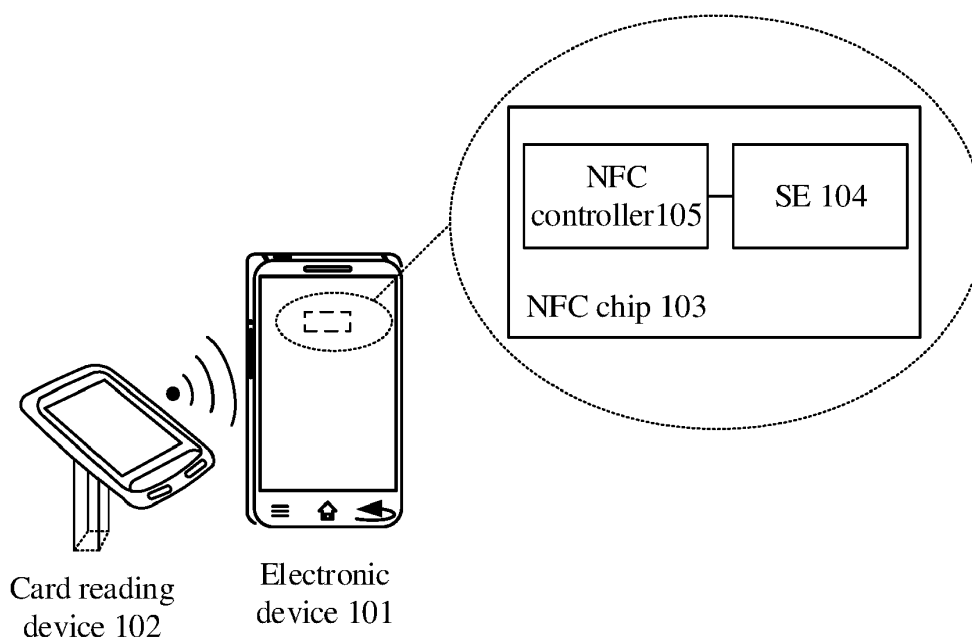 NFC
controller105
SE 104
NFC chip 103
Card reading
device 102
Electronic
device 101